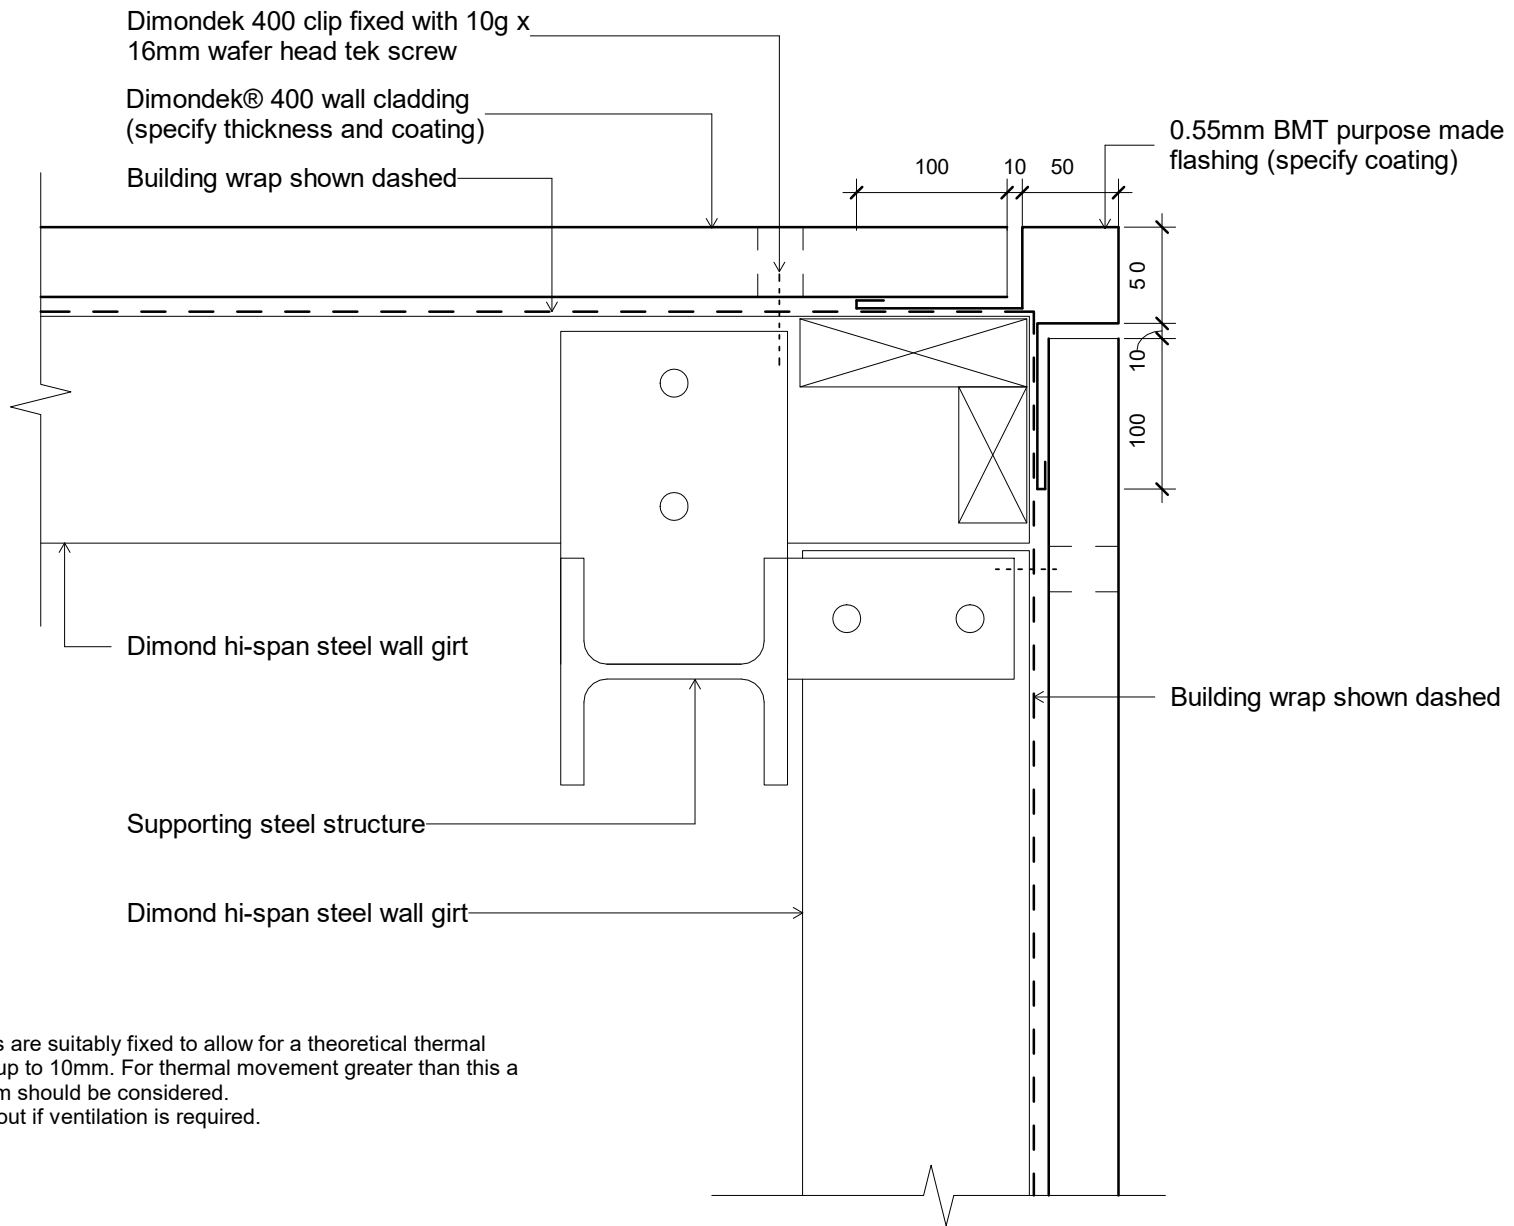 Dimondek 400 clip fixed with 10g x
16mm wafer head tek screw
Dimondek® 400 wall cladding
(specify thickness and coating)
Building wrap shown dashed
0.55mm BMT purpose made
flashing (specify coating)
100 10 50
50
10
100
Dimond hi-span steel wall girt
Building wrap shown dashed
Supporting steel structure
Dimond hi-span steel wall girt
are suitably fixed to allow for a theoretical thermal
up to 10mm. For thermal movement greater than this a
should be considered.
out if ventilation is required.